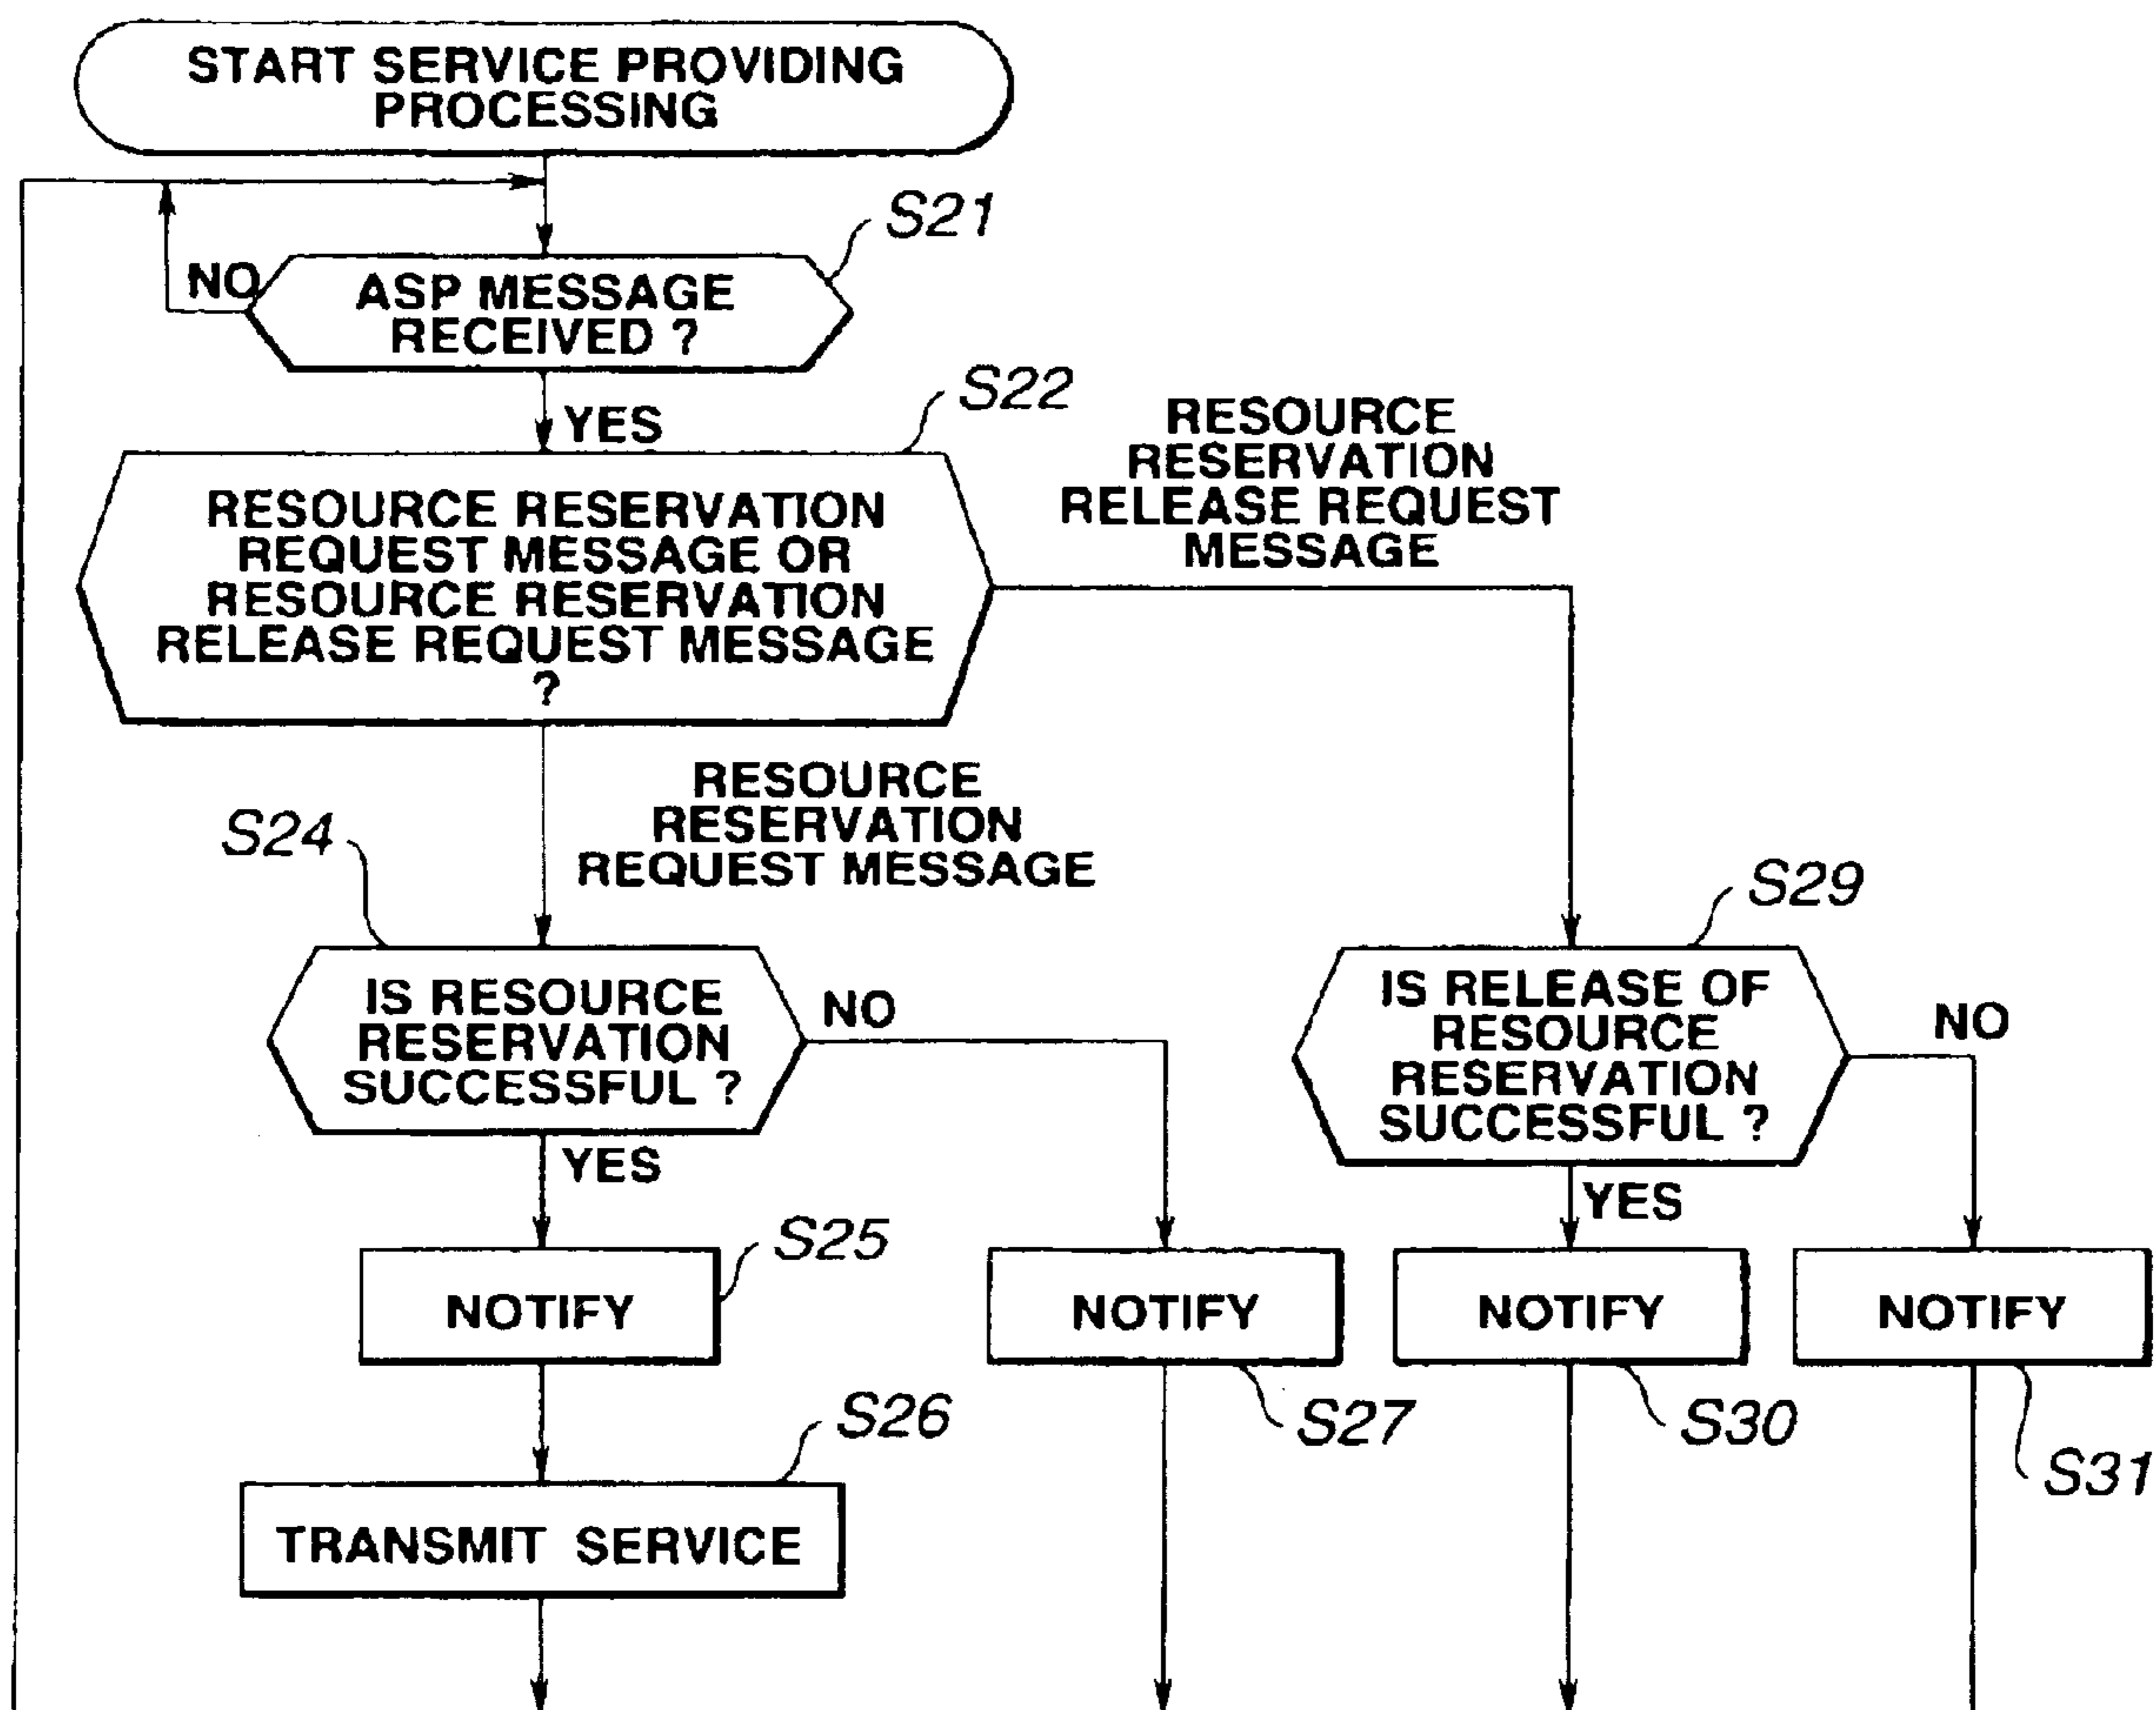 START SERVICE PROVIDING
PROCESSING
S21
NO
ASP MESSAGE
RECEIVED ?
S22
YES
RESOURCE
RESERVATION
RELEASE REQUEST
MESSAGE
RESOURCE RESERVATION
REQUEST MESSAGE OR
RESOURCE RESERVATION
RELEASE REQUEST MESSAGE
?
RESOURCE
RESERVATION
REQUEST MESSAGE
S24
S29
IS RESOURCE
RESERVATION
SUCCESSFUL ?
NO
IS RELEASE OF
RESOURCE
RESERVATION
SUCCESSFUL ?
NO
YES
YES
S25
NOTIFY
NOTIFY
NOTIFY
NOTIFY
S26
S27
S30
S31
TRANSMIT SERVICE